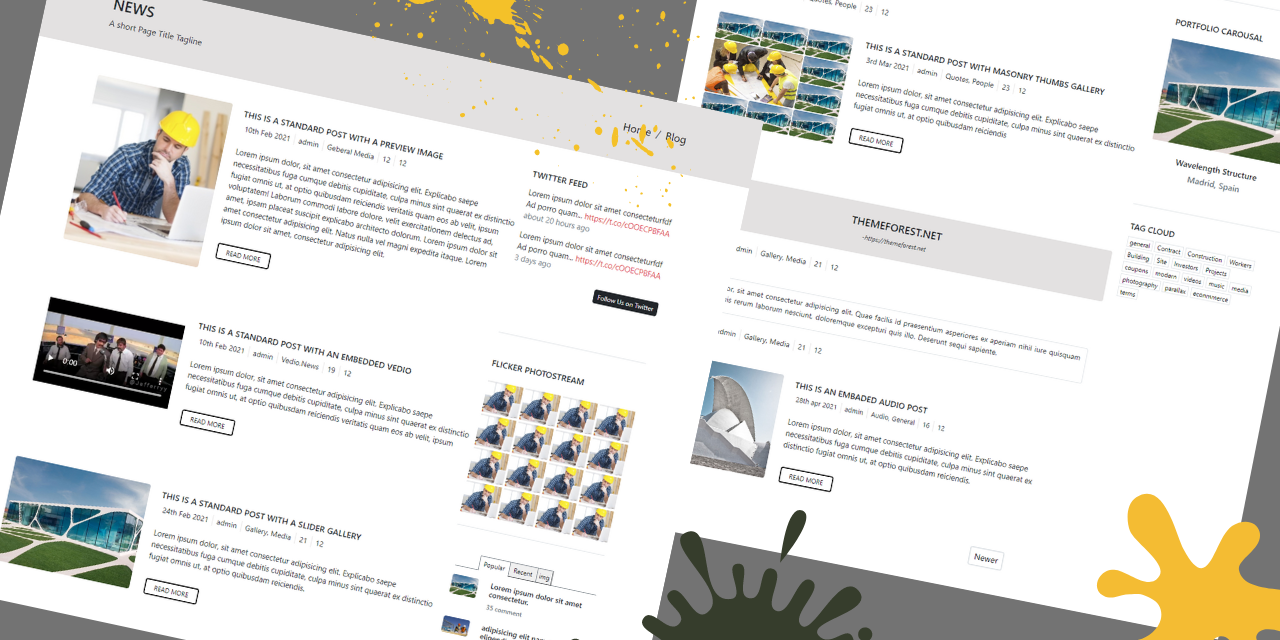 NEWS
A short Page Title Tagline
Home / Blog
THIS IS A STANDARD POST WITH A PREVIEW IMAGE
10th Feb 2021 admin Geberal Media 12 12
Lorem ipsum dolor, sit amet consectetur adipisicing elit. Explicabo saepe
necessitatibus fuga cumque debitis cupiditate, culpa minus sint quaerat ex distinctio
fugiat omnis ut, at optio quibusdam reiciendis veritatis quam eos ab velit, ipsum
voluptatem! Laborum commodi labore dolore, velit exercitationem delectus ad,
amet, ipsam placeat suscipit explicabo architecto dolorum. Lorem ipsum dolor sit
amet consectetur adipisicing elit. Natus nulla vel magni expedita itaque. Lorem
ipsum dolor sit amet, consectetur adipisicing elit.
READ MORE
THIS IS A STANDARD POST WITH AN EMBEDDED VEDIO
10th Feb 2021 admin Vedio,News 19 12
Lorem ipsum dolor, sit amet consectetur adipisicing elit. Explicabo saepe
necessitatibus fuga cumque debitis cupiditate, culpa minus sint quaerat ex distinctio
fugiat omnis ut, at optio quibusdam reiciendis veritatis quam eos ab velit, ipsum
READ MORE
0:00
@Jafferryy
THIS IS A STANDARD POST WITH A SLIDER GALLERY
24th Feb 2021 admin Gallery, Media 21 12
Lorem ipsum dolor, sit amet consectetur adipisicing elit. Explicabo saepe
necessitatibus fuga cumque debitis cupiditate, culpa minus sint quaerat ex distinctio
fugiat omnis ut, at optio quibusdam reiciendis.
READ MORE
TWITTER FEED
Lorem ipsum dolor, sit amet consecteturfdf
Ad porro quam... https://t.co/cOOECPBFAA
about 20 hours ago
Lorem ipsum dolor, sit amet consecteturfdf
Ad porro quam... https://t.co/cOOECPBFAA
3 days ago
Follow Us on Twitter
FLICKER PHOTOSTREAM
Popular Recent img
Lorem ipsum dolor sit amet
consectetur.
35 comment
adipisicing elit
Quotes, People 23 12
THIS IS A STANDARD POST WITH MASONRY THUMBS GALLERY
3rd Mar 2021 admin Quotes, People 23 12
Lorem ipsum dolor, sit amet consectetur adipisicing elit. Explicabo saepe
necessitatibus fuga cumque debitis cupiditate, culpa minus sint quaerat ex distinctio
fugiat omnis ut, at optio quibusdam reiciendis
READ MORE
THEMEFOREST.NET
-https://themeforest.net
dmin Gallery, Media 21 12
or, sit amet consectetur adipisicing elit. Quae facilis id praesentium asperiores ex aperiam nihil iure quisquam
is rerum laborum nesciunt, doloremque excepturi quis illo. Deserunt sequi sapiente.
admin Gallery, Media 21 12
THIS IS AN EMBADED AUDIO POST
28th apr 2021 admin Audio, General 16 12
Lorem ipsum dolor, sit amet consectetur adipisicing elit. Explicabo saepe
necessitatibus fuga cumque debitis cupiditate, culpa minus sint quaerat ex
distinctio fugiat omnis ut, at optio quibusdam reiciendis.
READ MORE
Newer
PORTFOLIO CARAOUSAL
Wavelength Structure
Madrid, Spain
TAG CLOUD
general Contract Construction Workers
Building Site Investors Projects
coupons modern videos music media
photography parallax ecommerce
terms